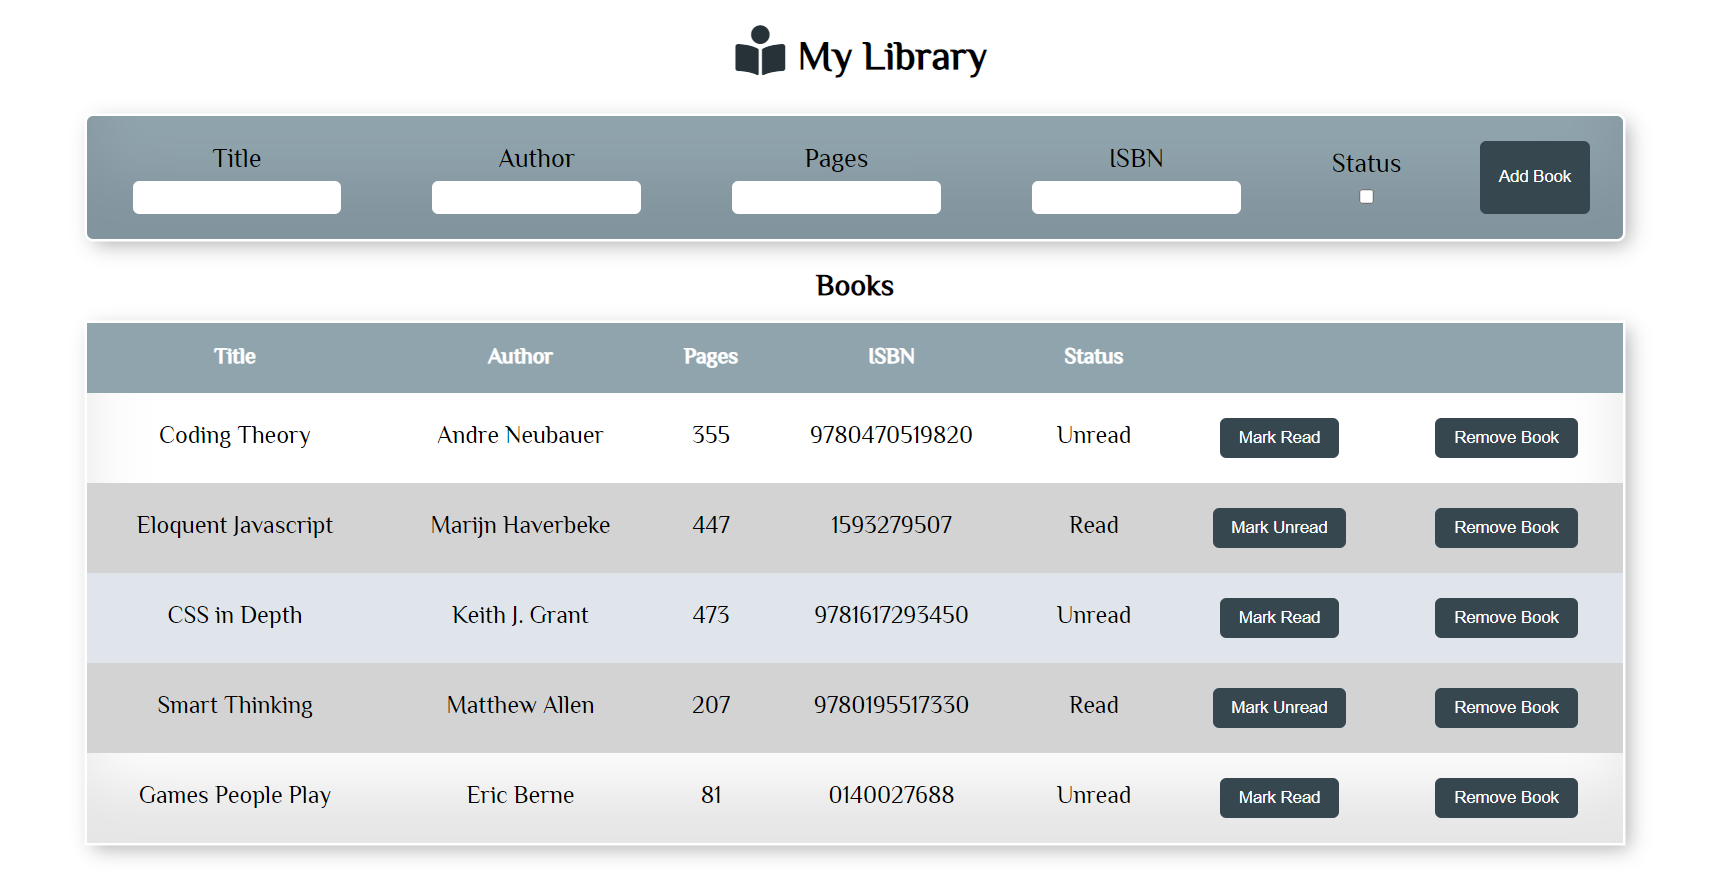 My Library
Title Author Pages ISBN Status Add Book
Books
Title Author Pages ISBN Status
Coding Theory Andre Neubauer 355 9780470519820 Unread Mark Read Remove Book
Eloquent Javascript Marijn Haverbeke 447 1593279507 Read Mark Unread Remove Book
CSS in Depth Keith J. Grant 473 9781617293450 Unread Mark Read Remove Book
Smart Thinking Matthew Allen 207 9780195517330 Read Mark Unread Remove Book
Games People Play Eric Berne 81 0140027688 Unread Mark Read Remove Book